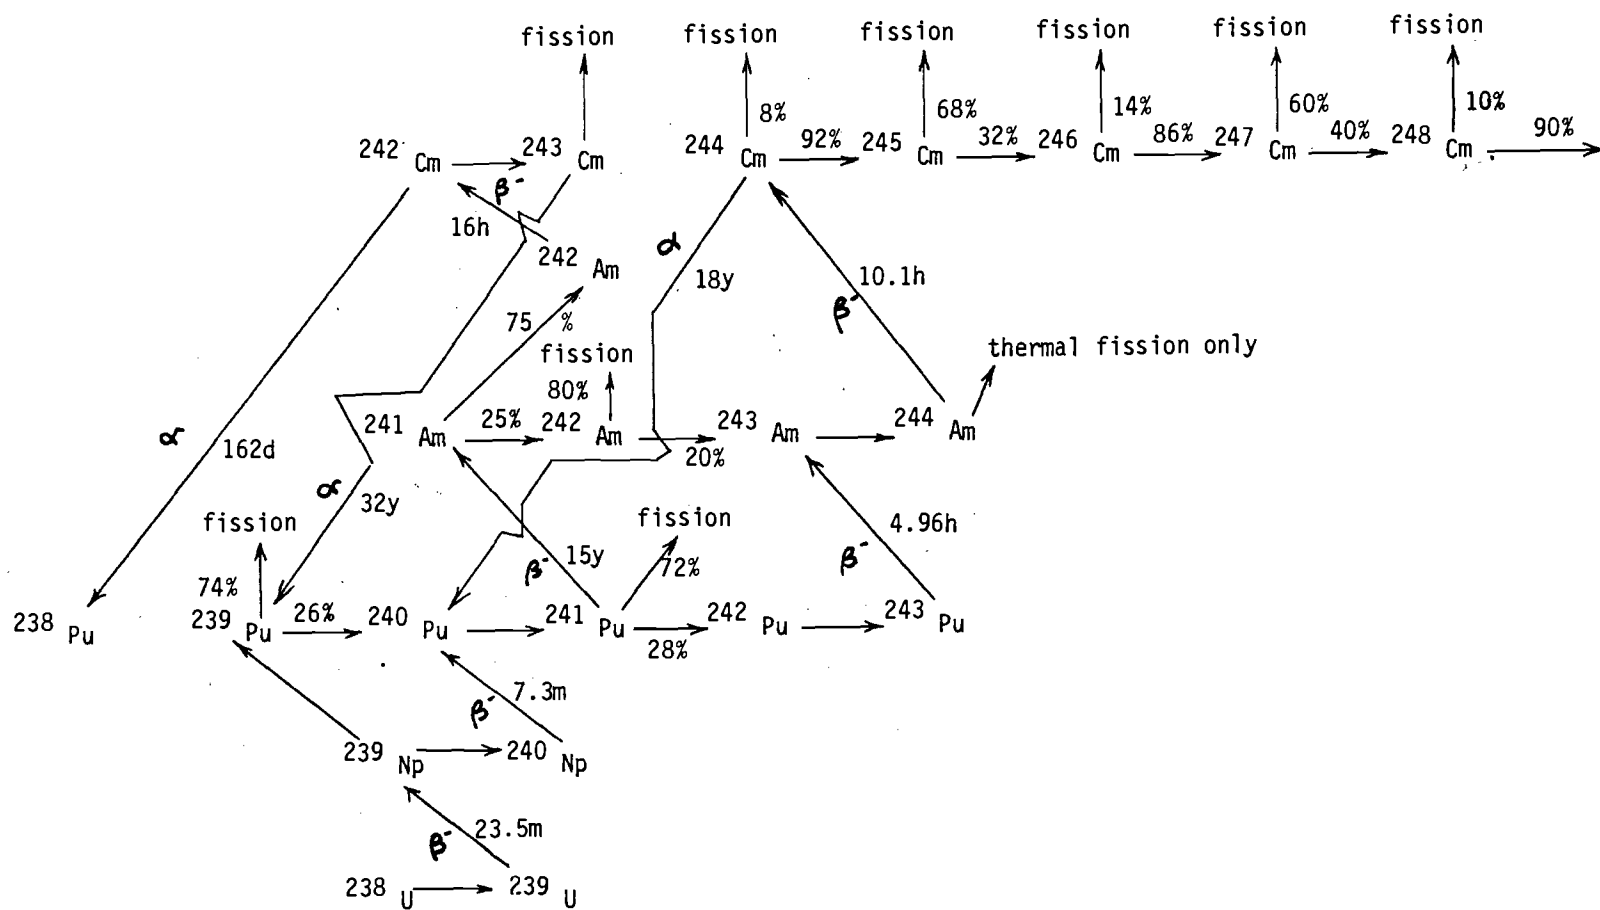 fission fission fission fission fission fission
8% 68% 14% 60% 10%
242 Cm 243 Cm 244 Cm 92% 245 Cm 32% 246 Cm 86% 247 Cm 40% 248 Cm 90%
β-
16h
242 Am
α
18y
10.1h
β-
75 %
fission
80%
thermal fission only
241 Am 25% 242 Am 20% 243 Am 244 Am
α
162d
α
32y
fission
74%
fission
72%
β-
15y
4.96h
β-
238 Pu 239 Pu 26% 240 Pu 241 Pu 28% 242 Pu 243 Pu
β-
7.3m
239 Np 240 Np
β-
23.5m
238 U 239 U